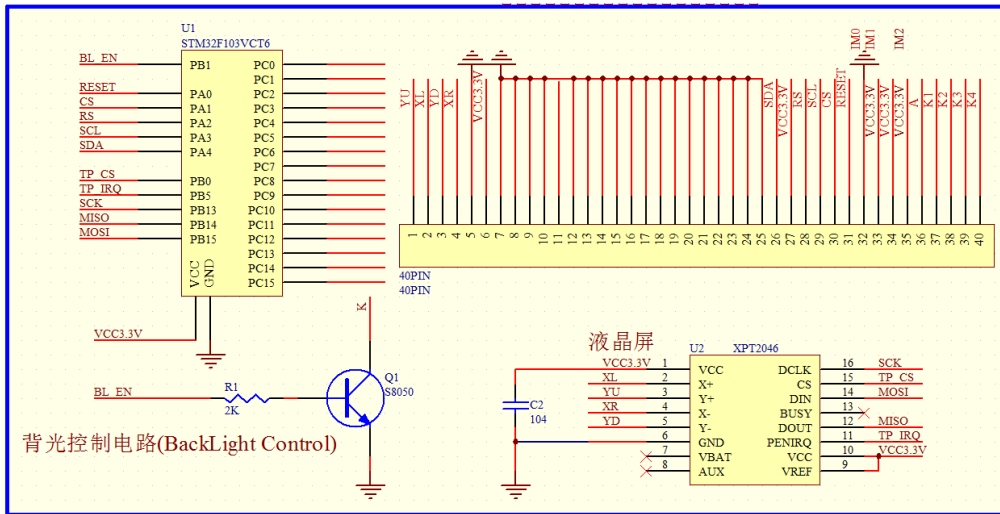 U1
STM32F103VCT6
BL_EN
PB1
RESET
PA0
CS
PA1
RS
PA2
SCL
PA3
SDA
PA4
TP_CS
PB0
TP_IRQ
PB5
SCK
PB13
MISO
PB14
MOSI
PB15
PC0
PC1
PC2
PC3
PC4
PC5
PC6
PC7
PC8
PC9
PC10
PC11
PC12
PC13
PC14
PC15
VCC
GND
VCC3.3V
IM0
IM1
IM2
YU
XL
YD
XR
VCC3.3V
SDA
VCC3.3V
RS
SCL
CS
RESET
VCC3.3V
VCC3.3V
VCC3.3V
A
K1
K2
K3
K4
1 2 3 4 5 6 7 8 9 10 11 12 13 14 15 16 17 18 19 20 21 22 23 24 25 26 27 28 29 30 31 32 33 34 35 36 37 38 39 40
40PIN
40PIN
K
BL_EN
R1
2K
Q1
S8050
背光控制电路(BackLight Control)
液晶屏
U2
XPT2046
VCC3.3V 1 VCC
XL 2 X+
YU 3 Y+
XR 4 X-
YD 5 Y-
6 GND
7 VBAT
8 AUX
DCLK 16 SCK
CS 15 TP_CS
DIN 14 MOSI
BUSY 13
DOUT 12 MISO
PENIRQ 11 TP_IRQ
VCC 10 VCC3.3V
VREF 9
C2
104